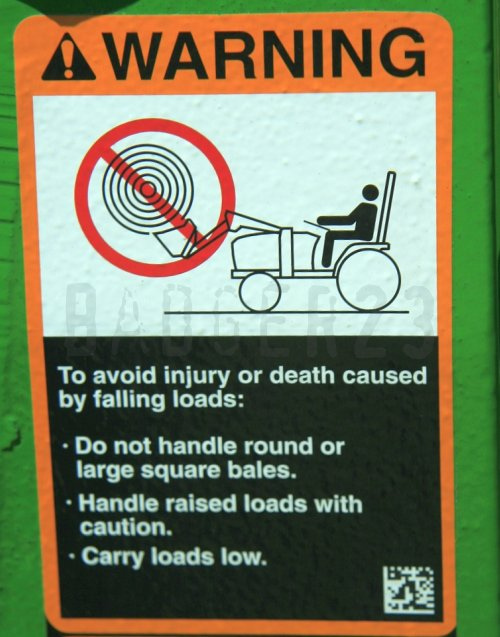 WARNING
BADGER23
To avoid injury or death caused
by falling loads:
· Do not handle round or
large square bales.
· Handle raised loads with
caution.
· Carry loads low.